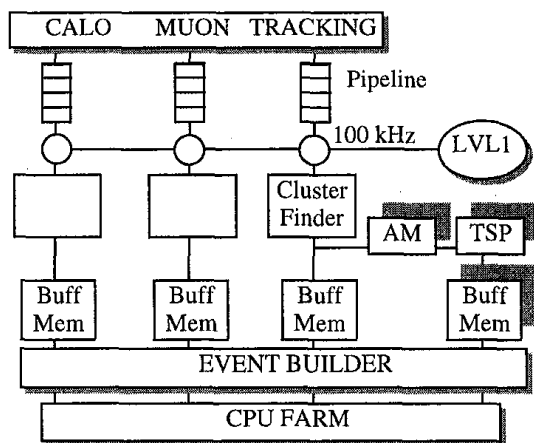 CALO MUON TRACKING
Pipeline
100 kHz
LVL1
Cluster
Finder
AM
TSP
Buff
Mem
Buff
Mem
Buff
Mem
Buff
Mem
EVENT BUILDER
CPU FARM